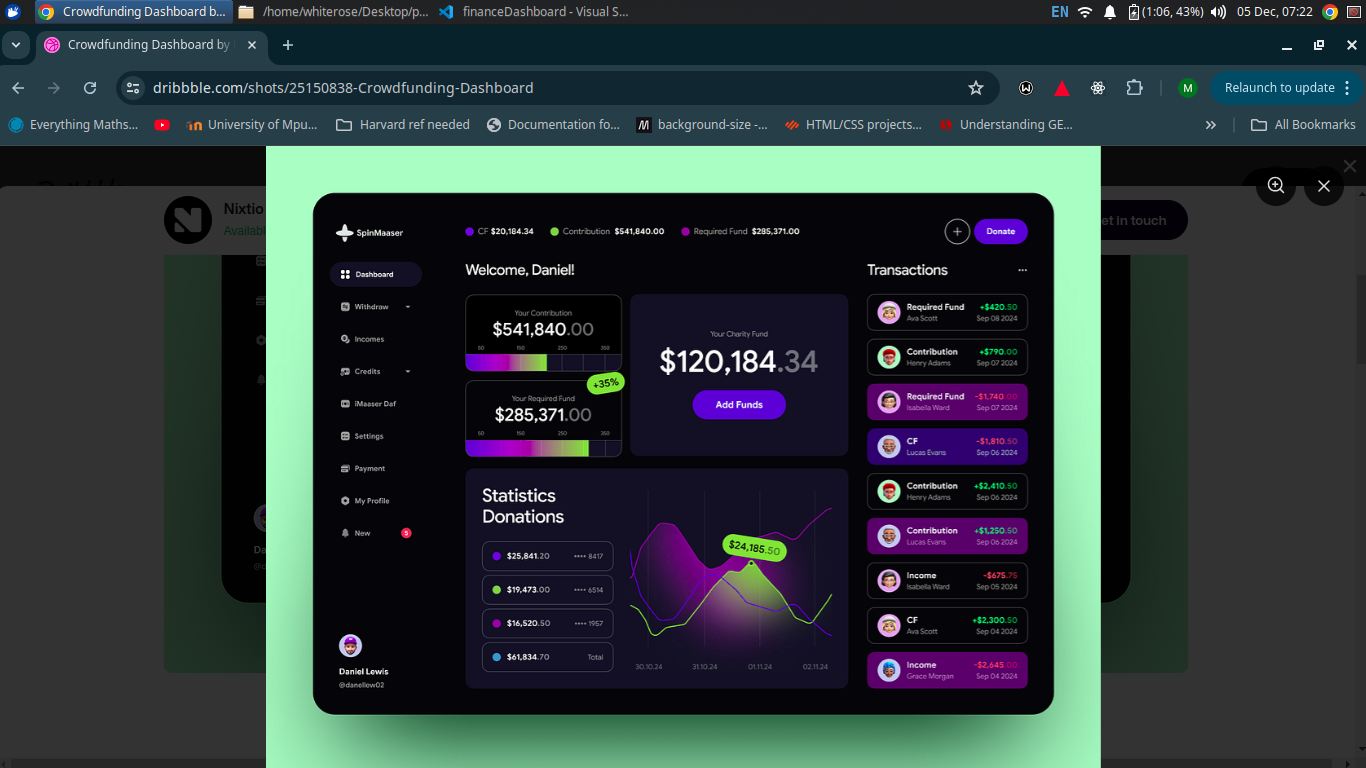 Crowdfunding Dashboard b...
/home/whiterose/Desktop/p...
financeDashboard - Visual S...
EN
(1:06, 43%)
05 Dec, 07:22
Crowdfunding Dashboard by
dribbble.com/shots/25150838-Crowdfunding-Dashboard
M
Relaunch to update
Everything Maths...
University of Mpu...
Harvard ref needed
Documentation fo...
background-size -...
HTML/CSS projects...
Understanding GE...
»
All Bookmarks
Nixtio
Availab
et in touch
SpinMaaser
CF $20,184.34
Contribution $541,840.00
Required Fund $285,371.00
Donate
Dashboard
Withdraw
Incomes
Credits
iMaaser Daf
Settings
Payment
My Profile
New
5
Daniel Lewis
@daniellew02
Welcome, Daniel!
Your Contribution
$541,840.00
50 150 250 350
+35%
Your Required Fund
$285,371.00
50 150 250 350
Your Charity Fund
$120,184.34
Add Funds
Statistics
Donations
$25,841.20 •••• 8417
$19,473.00 •••• 6514
$16,520.50 •••• 1957
$61,834.70 Total
$24,185.50
30.10.24 31.10.24 01.11.24 02.11.24
Transactions
Required Fund +$420.50
Ava Scott Sep 08 2024
Contribution +$790.00
Henry Adams Sep 07 2024
Required Fund -$1,740.00
Isabella Ward Sep 07 2024
CF -$1,810.50
Lucas Evans Sep 06 2024
Contribution +$2,410.50
Henry Adams Sep 06 2024
Contribution +$1,250.50
Lucas Evans Sep 06 2024
Income -$675.75
Isabella Ward Sep 05 2024
CF +$2,300.50
Ava Scott Sep 04 2024
Income -$2,645.00
Grace Morgan Sep 04 2024